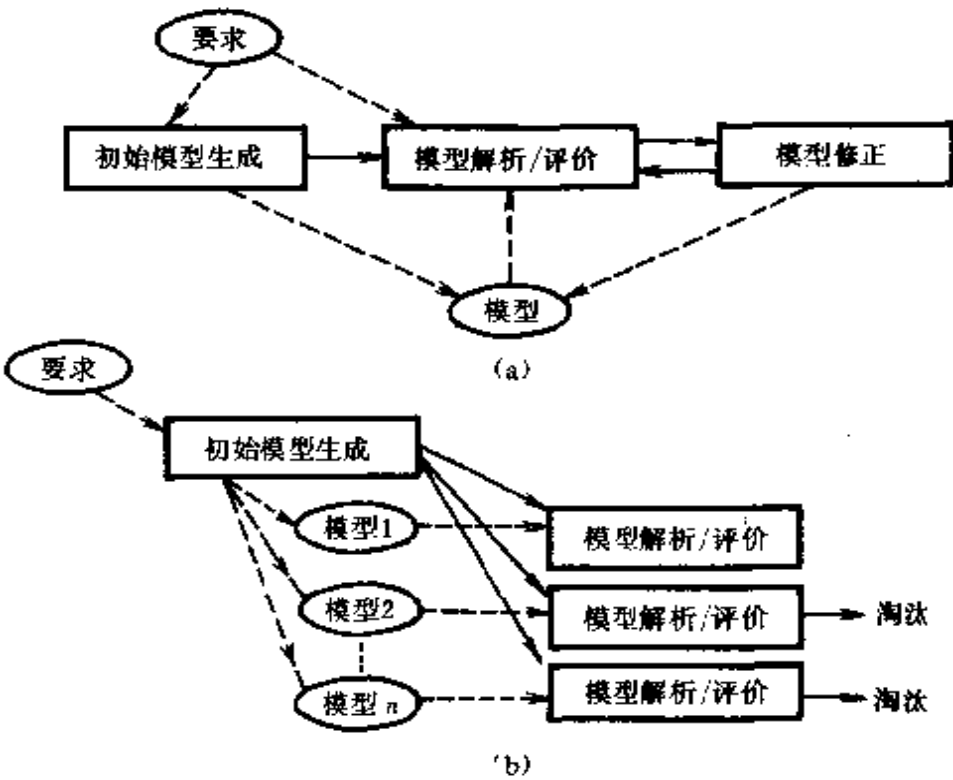 要求
初始模型生成
模型解析/评价
模型修正
模型
(a)
要求
初始模型生成
模型1
模型解析/评价
模型2
模型解析/评价
淘汰
模型n
模型解析/评价
淘汰
(b)